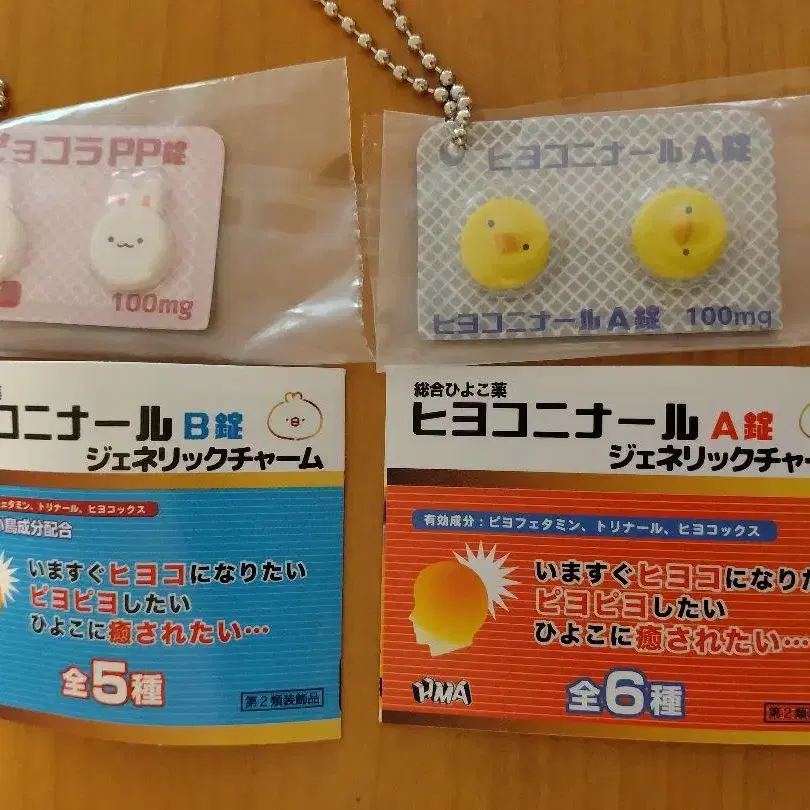 ピョコラPP錠
100mg
ヒヨコニナールA錠
ヒヨコニナールA錠 100mg
薬
コニナール B錠
ジェネリックチャーム
ェタミン、トリナール、ヒヨコックス
い鳥成分配合
いますぐヒヨコになりたい
ピヨピヨしたい
ひよこに癒されたい…
全5種
第2類装飾品
総合ひよこ薬
ヒヨコニナール A錠
ジェネリックチャー
有効成分：ピヨフェタミン、トリナール、ヒヨコックス
いますぐヒヨコになりた
ピヨピヨしたい
ひよこに癒されたい…
HMA
全6種
第2類